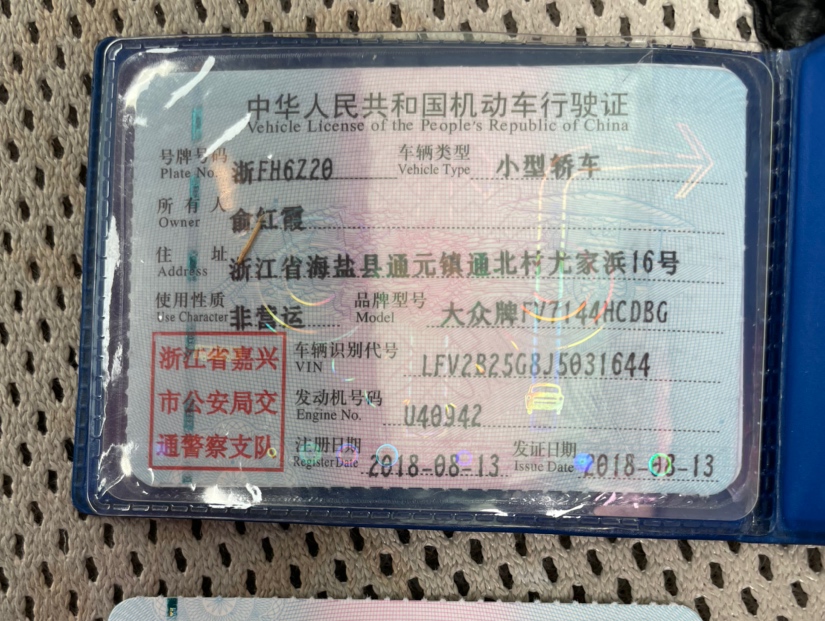 中华人民共和国机动车行驶证
Vehicle License of the People's Republic of China
号牌号码 浙FH6Z20 车辆类型 小型轿车
Plate No. Vehicle Type
所有人 俞红霞
Owner
住址 浙江省海盐县通元镇通北村尤家浜16号
Address
使用性质 非营运 品牌型号 大众牌FV7144HCDBG
Use Character Model
浙江省嘉兴
市公安局交
通警察支队
车辆识别代号 LFV2B25G8J5031644
VIN
发动机号码 U40942
Engine No.
注册日期 2018-08-13 发证日期 2018-08-13
Register Date Issue Date